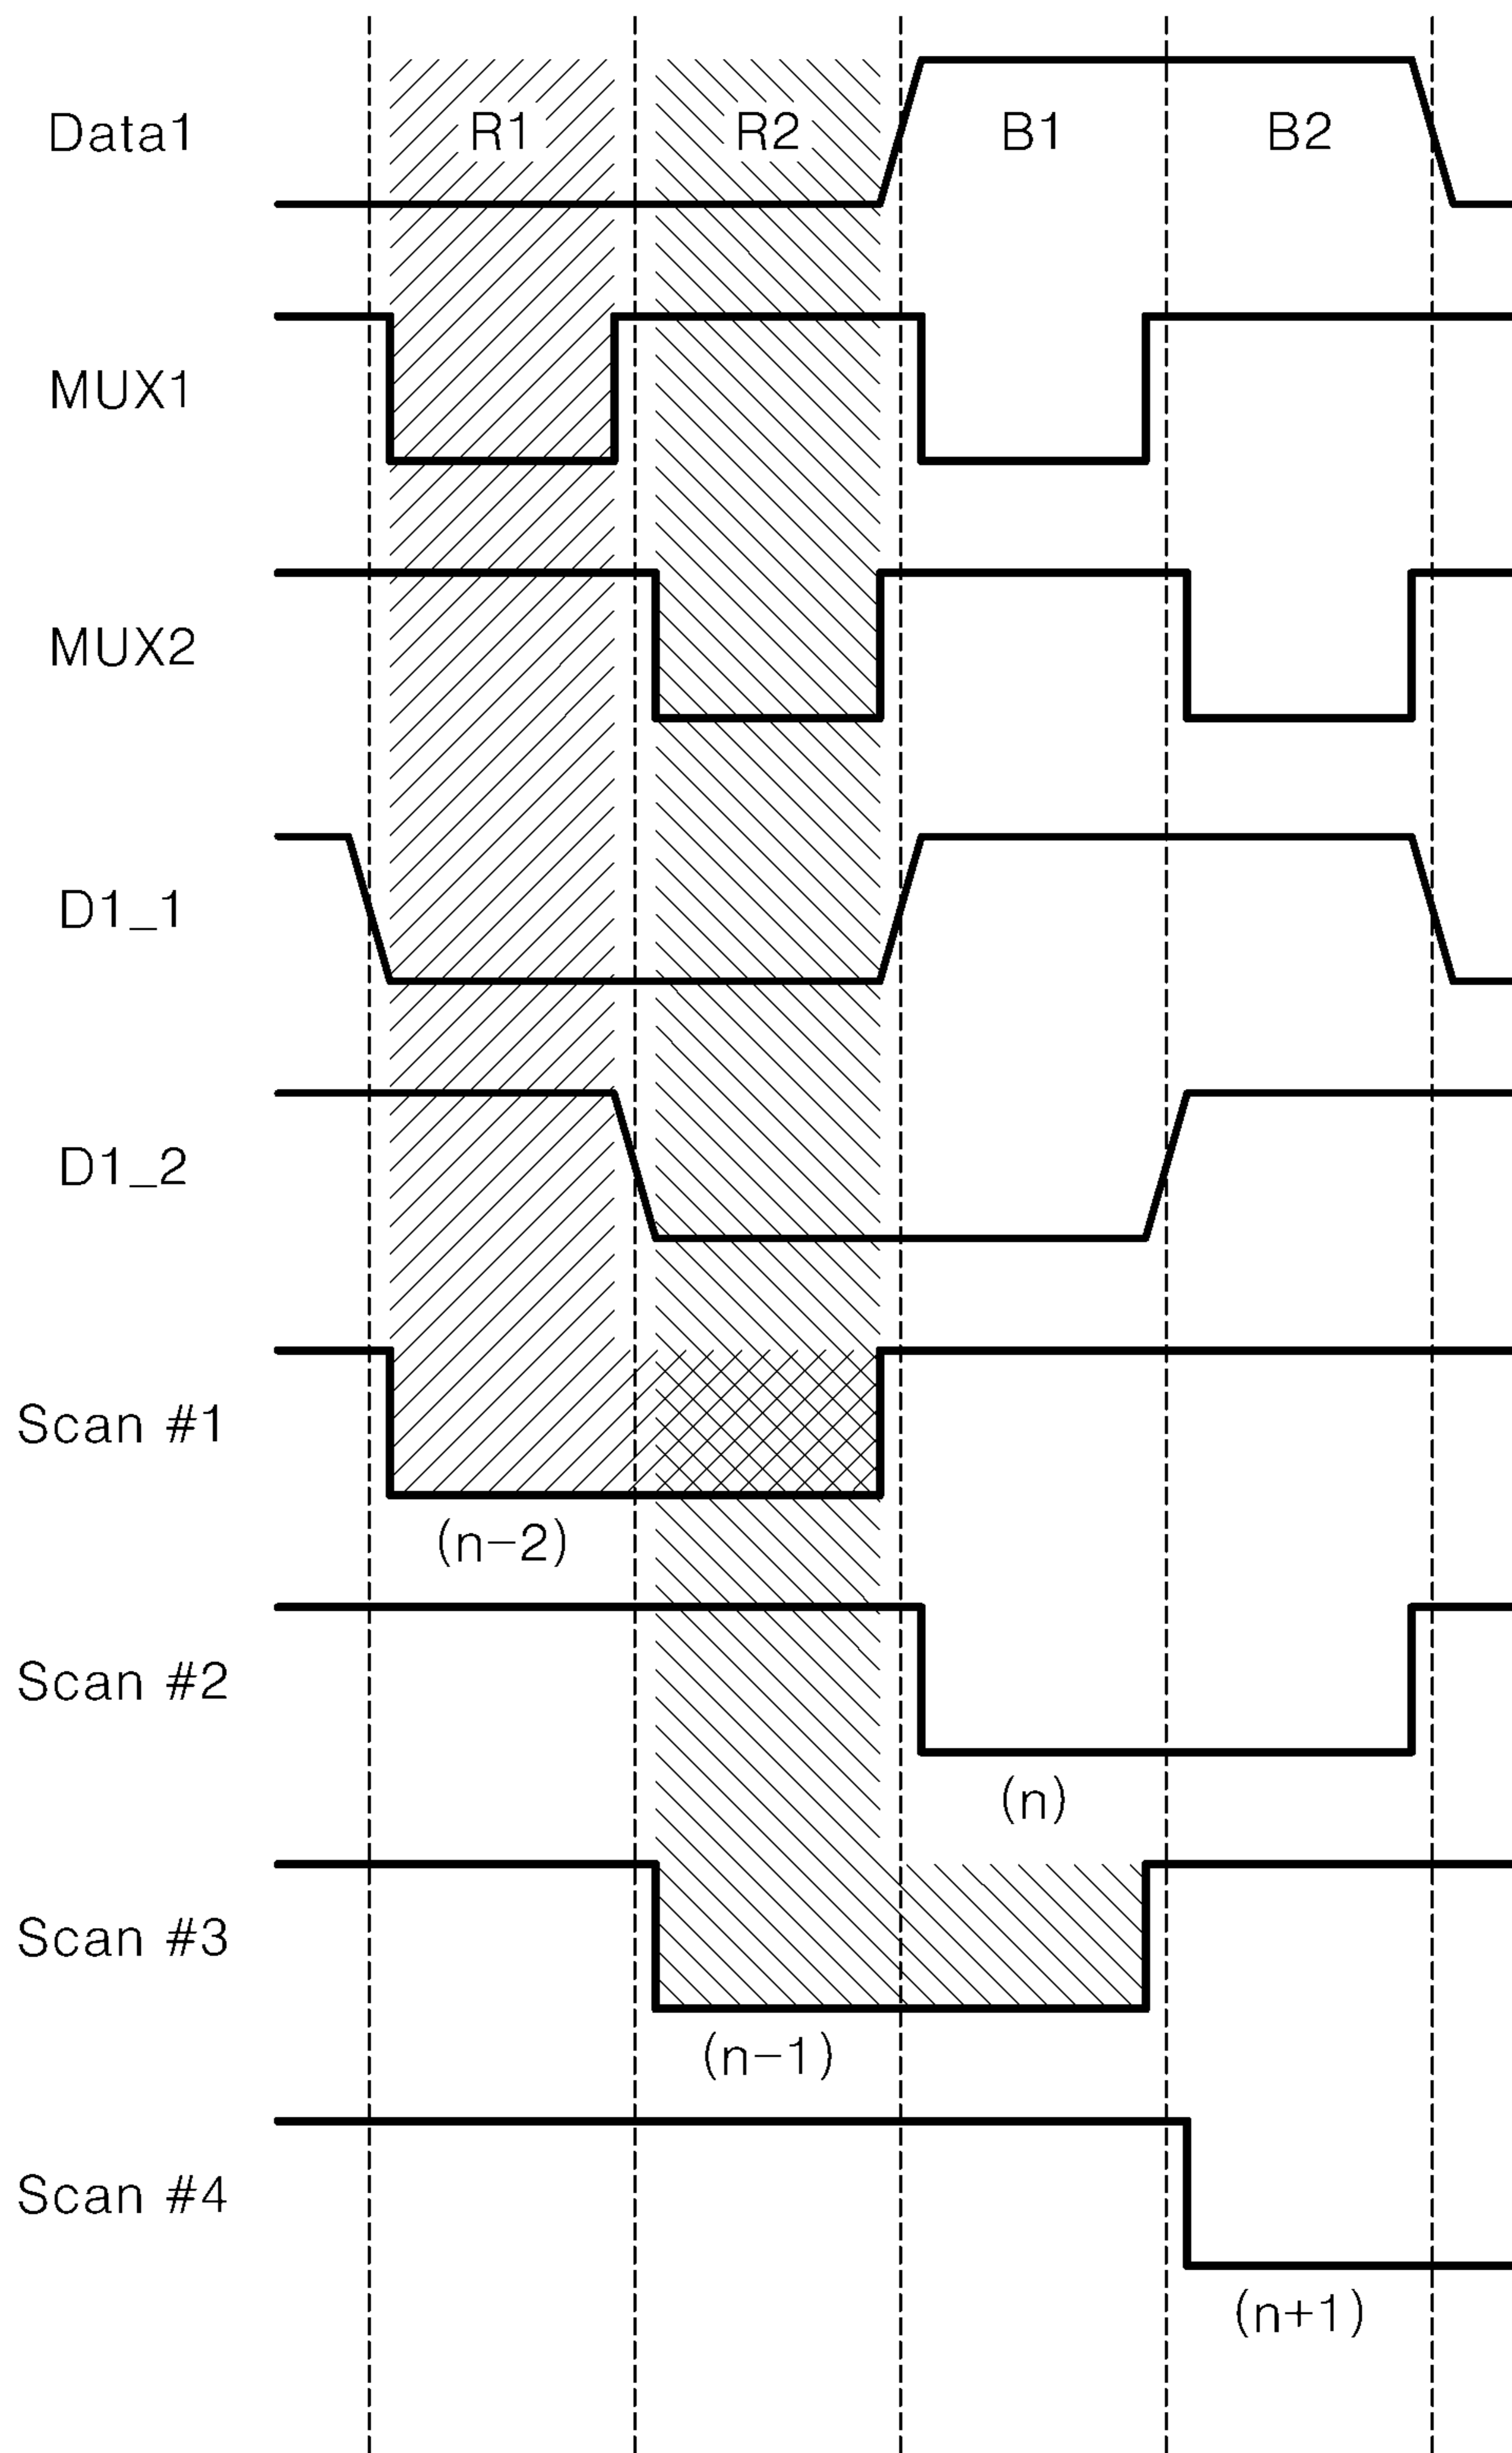 Data1 R1 R2 B1 B2
MUX1
MUX2
D1_1
D1_2
Scan #1
(n-2)
Scan #2
(n)
Scan #3
(n-1)
Scan #4
(n+1)